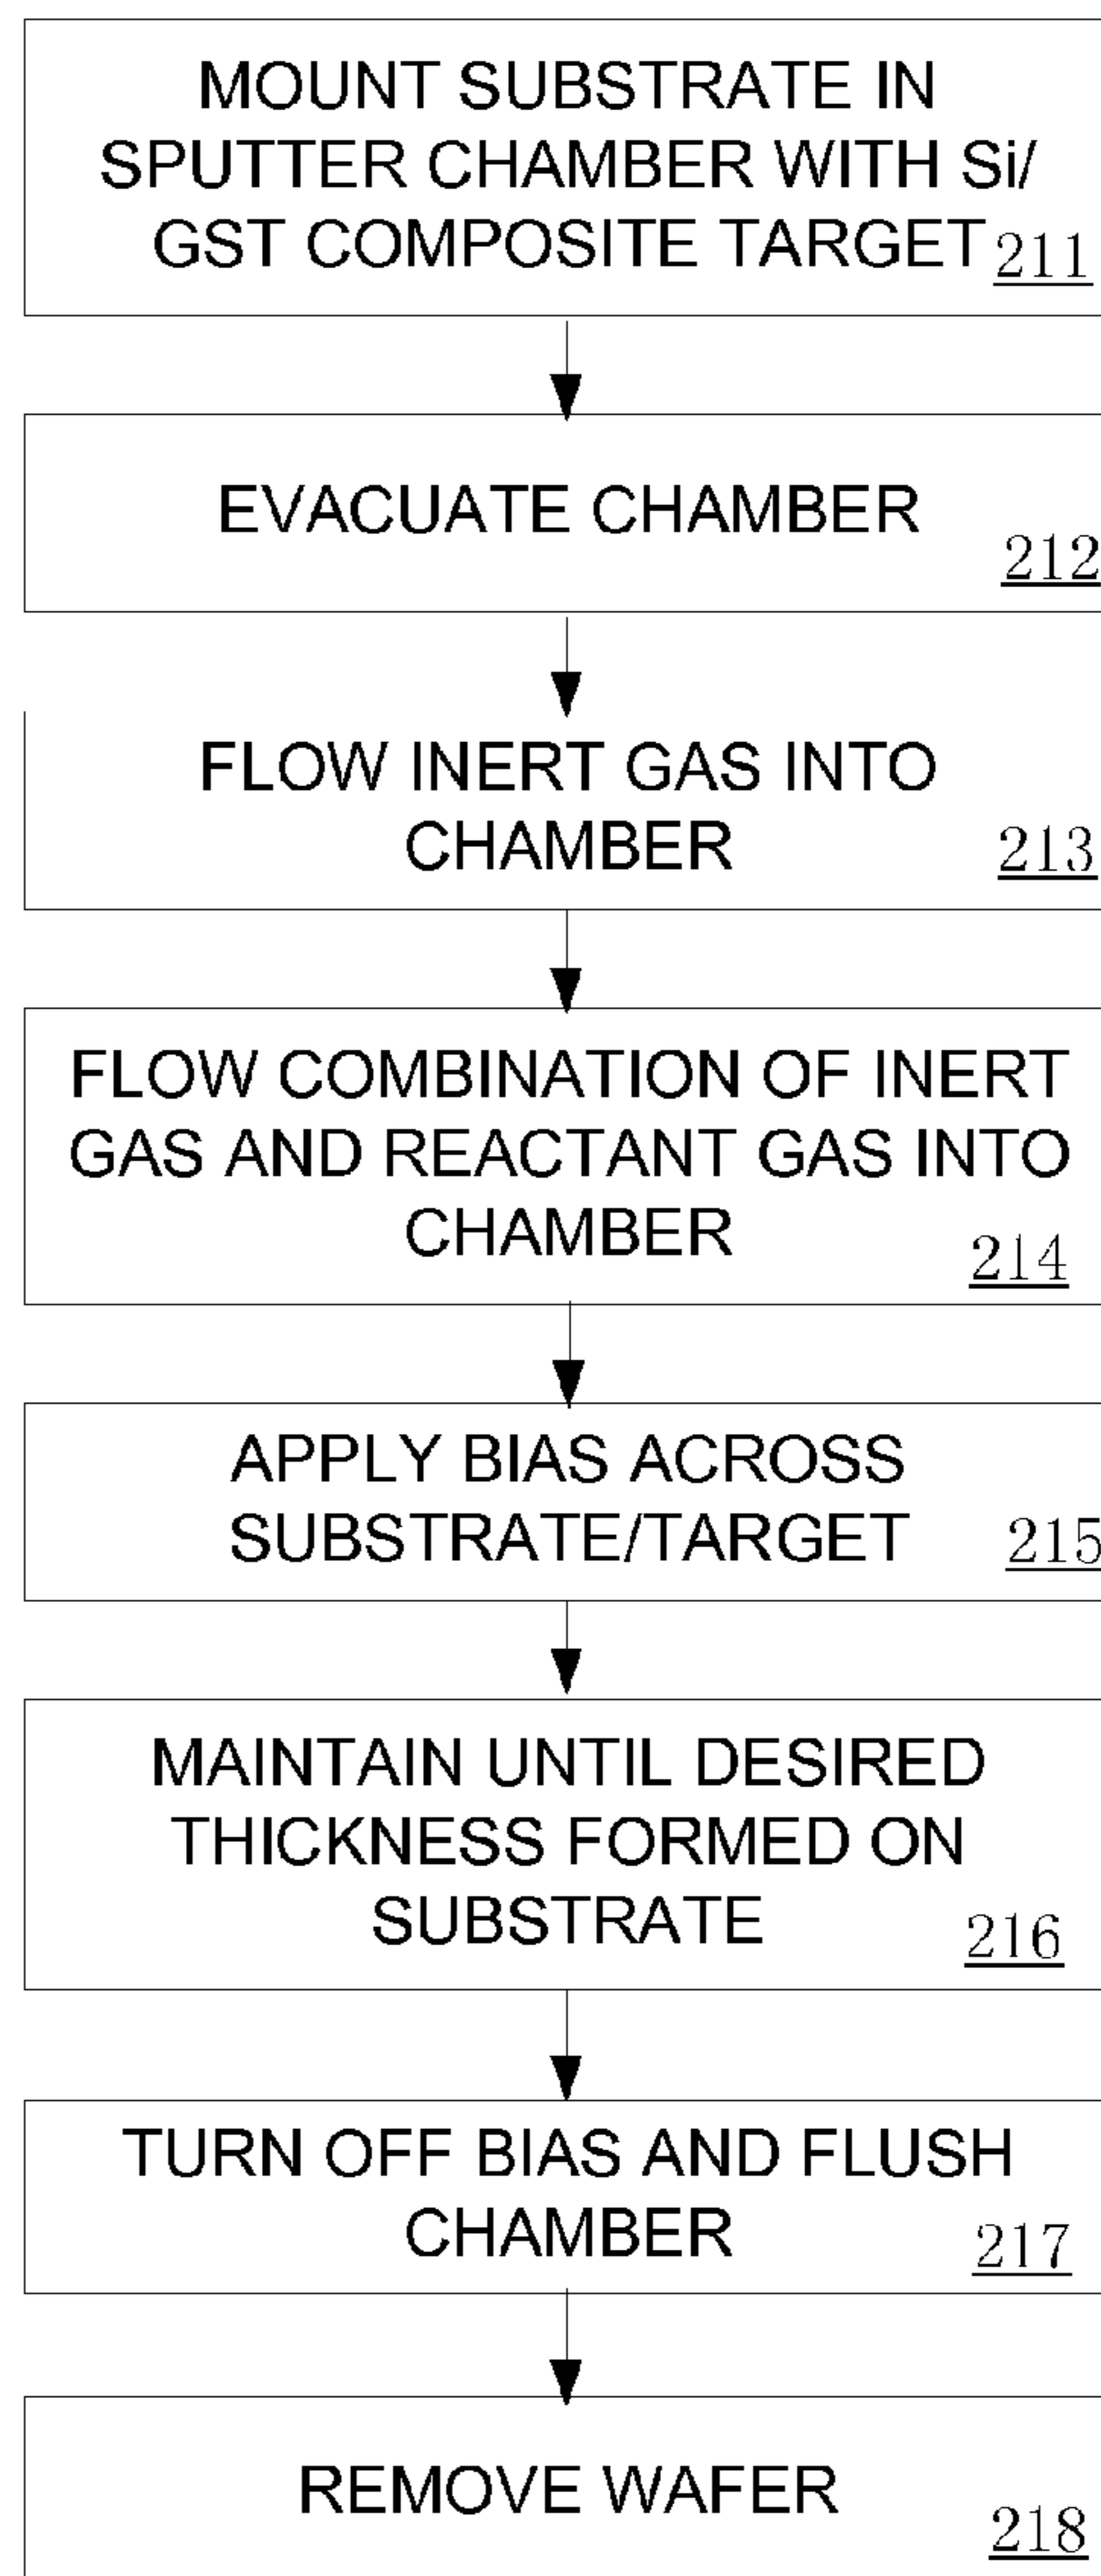 MOUNT SUBSTRATE IN
SPUTTER CHAMBER WITH Si/
GST COMPOSITE TARGET 211
EVACUATE CHAMBER
212
FLOW INERT GAS INTO
CHAMBER 213
FLOW COMBINATION OF INERT
GAS AND REACTANT GAS INTO
CHAMBER
214
APPLY BIAS ACROSS
SUBSTRATE/TARGET 215
MAINTAIN UNTIL DESIRED
THICKNESS FORMED ON
SUBSTRATE 216
TURN OFF BIAS AND FLUSH
CHAMBER 217
REMOVE WAFER
218